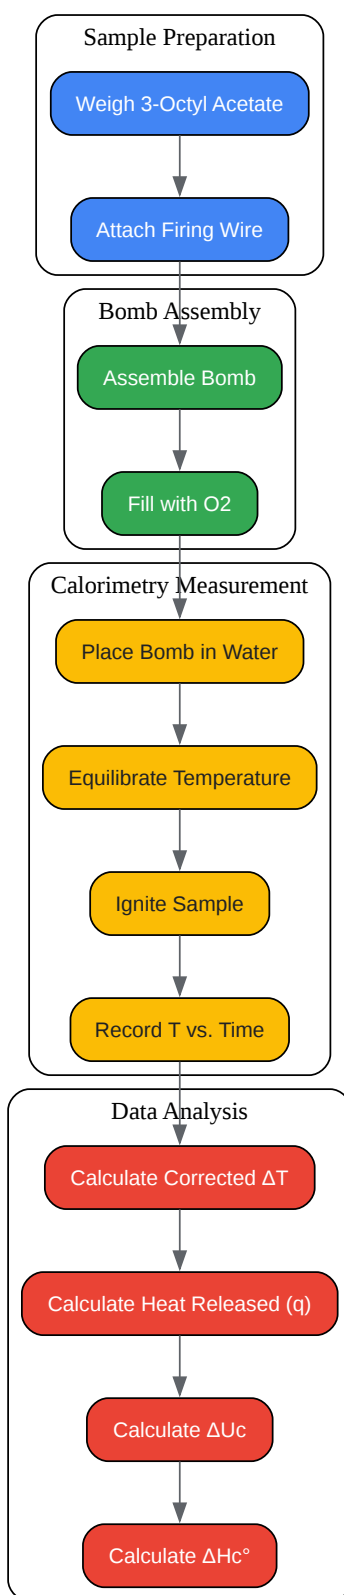 Sample Preparation
Weigh 3-Octyl Acetate
Attach Firing Wire
Bomb Assembly
Assemble Bomb
Fill with O2
Calorimetry Measurement
Place Bomb in Water
Equilibrate Temperature
Ignite Sample
Record T vs. Time
Data Analysis
Calculate Corrected ΔT
Calculate Heat Released (q)
Calculate ΔUc
Calculate ΔHc°